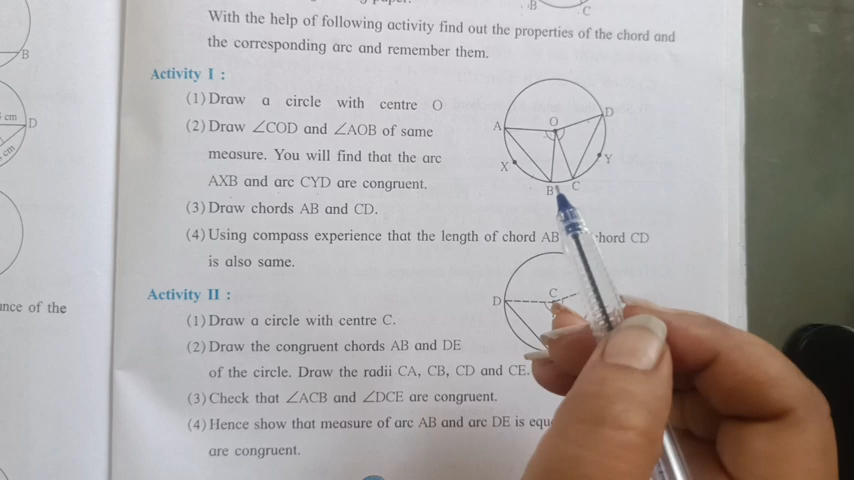 B
C
With the help of following activity find out the properties of the chord and
the corresponding arc and remember them.
Activity I :
(1) Draw a circle with centre O
(2) Draw ∠COD and ∠AOB of same
measure. You will find that the arc
AXB and arc CYD are congruent.
(3) Draw chords AB and CD.
(4) Using compass experience that the length of chord AB chord CD
is also same.
A
O
D
X
Y
B
C
Activity II :
(1) Draw a circle with centre C.
(2) Draw the congruent chords AB and DE
of the circle. Draw the radii CA, CB, CD and CE.
(3) Check that ∠ACB and ∠DCE are congruent.
(4) Hence show that measure of arc AB and arc DE is
are congruent.
D
C
B
cm
D
cm
ance of the